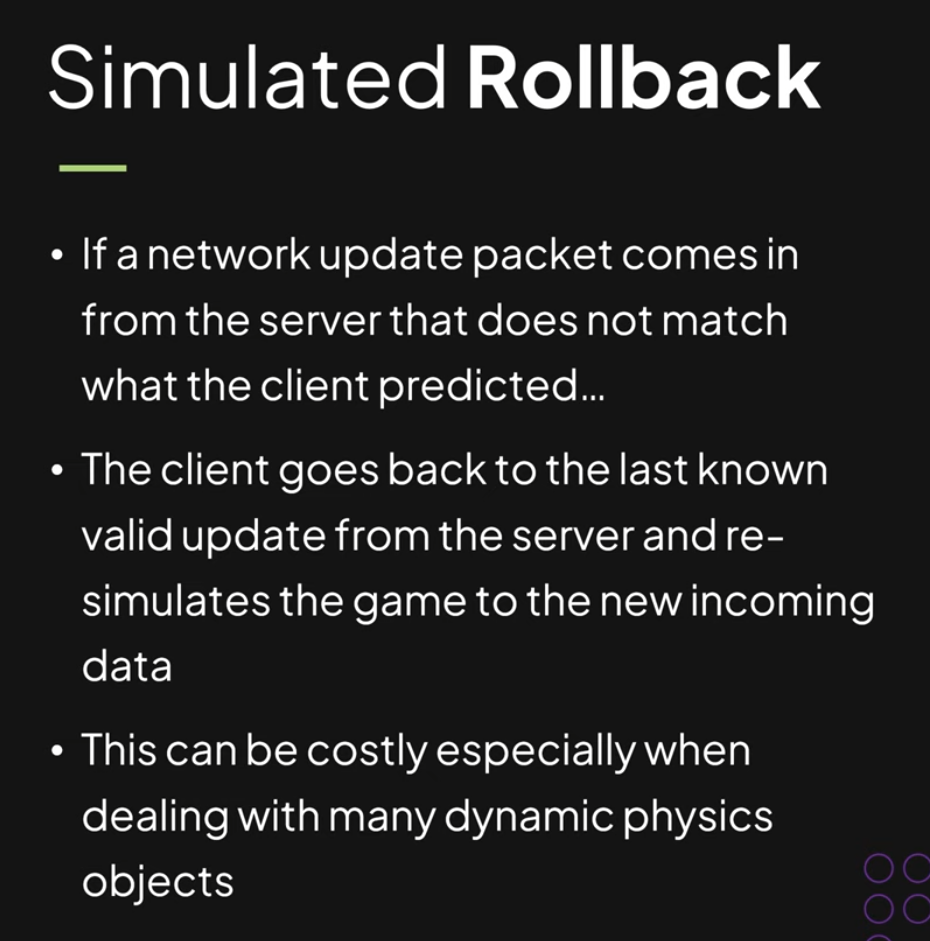 Simulated Rollback
• If a network update packet comes in
from the server that does not match
what the client predicted...
• The client goes back to the last known
valid update from the server and re-
simulates the game to the new incoming
data
• This can be costly especially when
dealing with many dynamic physics
objects